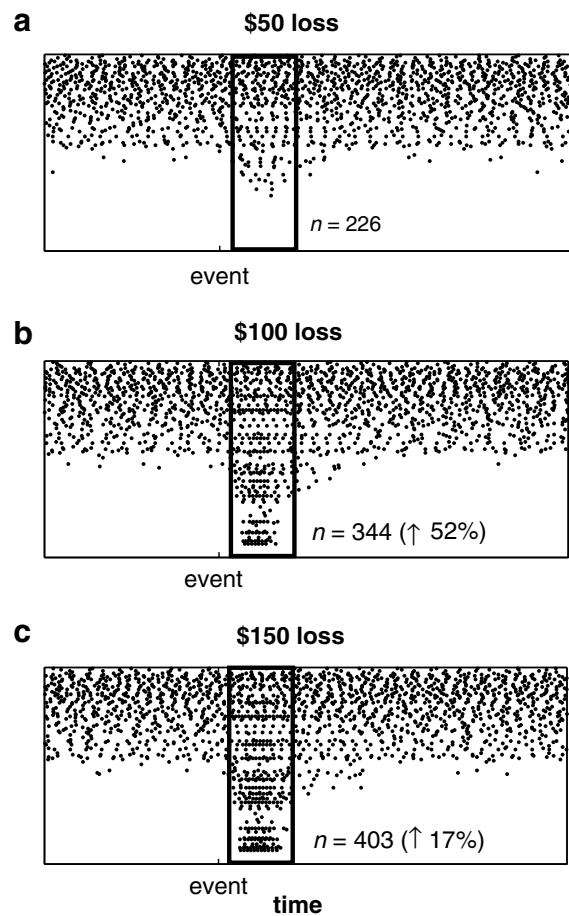 a
$50 loss
n = 226
event
b
$100 loss
n = 344 (↑ 52%)
event
c
$150 loss
n = 403 (↑ 17%)
event
time